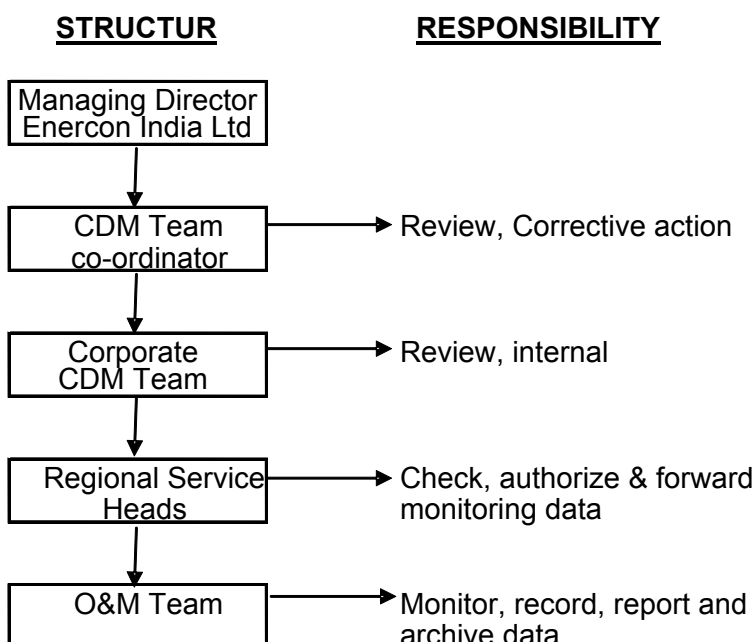 STRUCTUR RESPONSIBILITY
Managing Director
Enercon India Ltd
CDM Team
co-ordinator
Review, Corrective action
Corporate
CDM Team
Review, internal
Regional Service
Heads
Check, authorize & forward
monitoring data
O&M Team
Monitor, record, report and
archive data